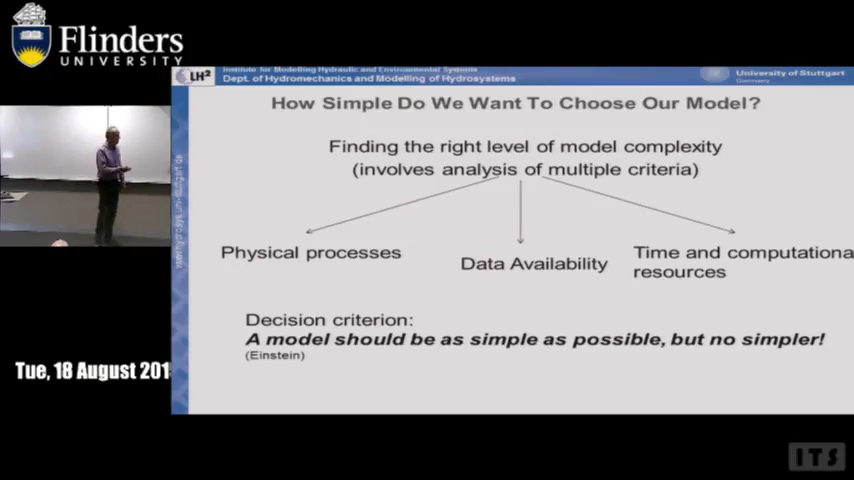 Flinders
UNIVERSITY
LH²
Institute for Modelling Hydraulic and Environmental Systems
Dept. of Hydromechanics and Modelling of Hydrosystems
University of Stuttgart
Germany
How Simple Do We Want To Choose Our Model?
Finding the right level of model complexity
(involves analysis of multiple criteria)
Physical processes
Data Availability
Time and computationa
resources
Decision criterion:
A model should be as simple as possible, but no simpler!
(Einstein)
Tue, 18 August 201
ITS